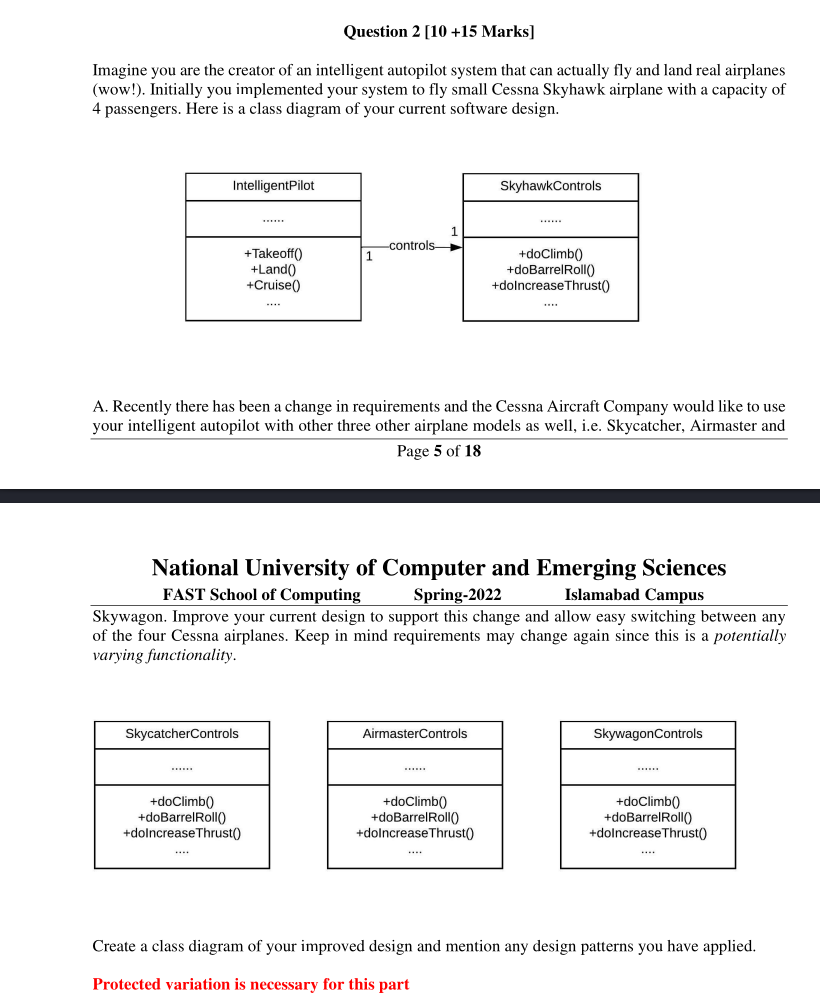 Question 2 [10 +15 Marks]
Imagine you are the creator of an intelligent autopilot system that can actually fly and land real airplanes
(wow!). Initially you implemented your system to fly small Cessna Skyhawk airplane with a capacity of
4 passengers. Here is a class diagram of your current software design.
IntelligentPilot
......
+Takeoff()
+Land()
+Cruise()
....
1
controls
1
SkyhawkControls
......
+doClimb()
+doBarrelRoll()
+doIncreaseThrust()
....
A. Recently there has been a change in requirements and the Cessna Aircraft Company would like to use
your intelligent autopilot with other three other airplane models as well, i.e. Skycatcher, Airmaster and
Page 5 of 18
National University of Computer and Emerging Sciences
FAST School of Computing Spring-2022 Islamabad Campus
Skywagon. Improve your current design to support this change and allow easy switching between any
of the four Cessna airplanes. Keep in mind requirements may change again since this is a potentially
varying functionality.
SkycatcherControls
......
+doClimb()
+doBarrelRoll()
+doIncreaseThrust()
....
AirmasterControls
......
+doClimb()
+doBarrelRoll()
+doIncreaseThrust()
....
SkywagonControls
......
+doClimb()
+doBarrelRoll()
+doIncreaseThrust()
....
Create a class diagram of your improved design and mention any design patterns you have applied.
Protected variation is necessary for this part